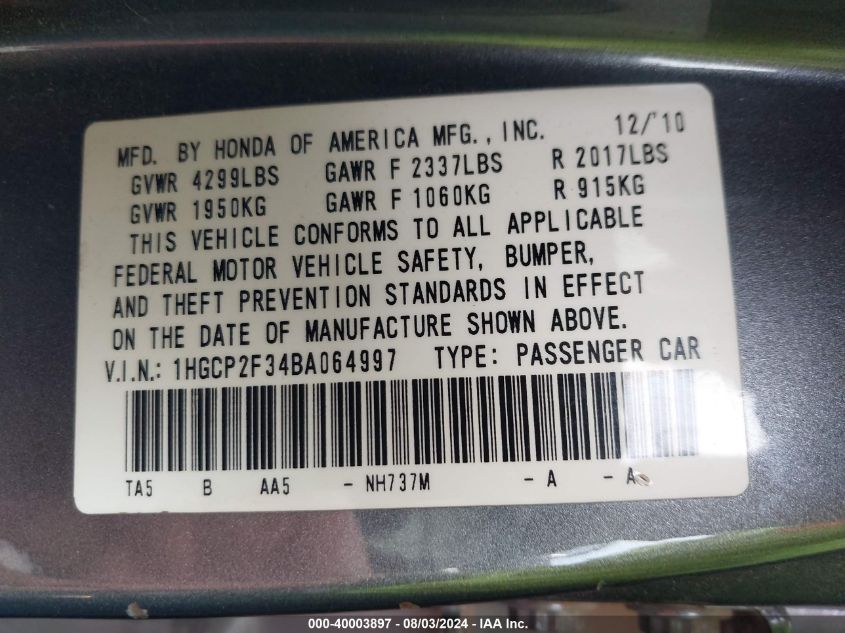 MFD. BY HONDA OF AMERICA MFG., INC. 12/'10
GVWR 4299LBS GAWR F 2337LBS R 2017LBS
GVWR 1950KG GAWR F 1060KG R 915KG
THIS VEHICLE CONFORMS TO ALL APPLICABLE
FEDERAL MOTOR VEHICLE SAFETY, BUMPER,
AND THEFT PREVENTION STANDARDS IN EFFECT
ON THE DATE OF MANUFACTURE SHOWN ABOVE.
V.I.N.: 1HGCP2F34BA064997 TYPE: PASSENGER CAR
TA5 B AA5 - NH737M - A - A
000-40003897 - 08/03/2024 - IAA Inc.